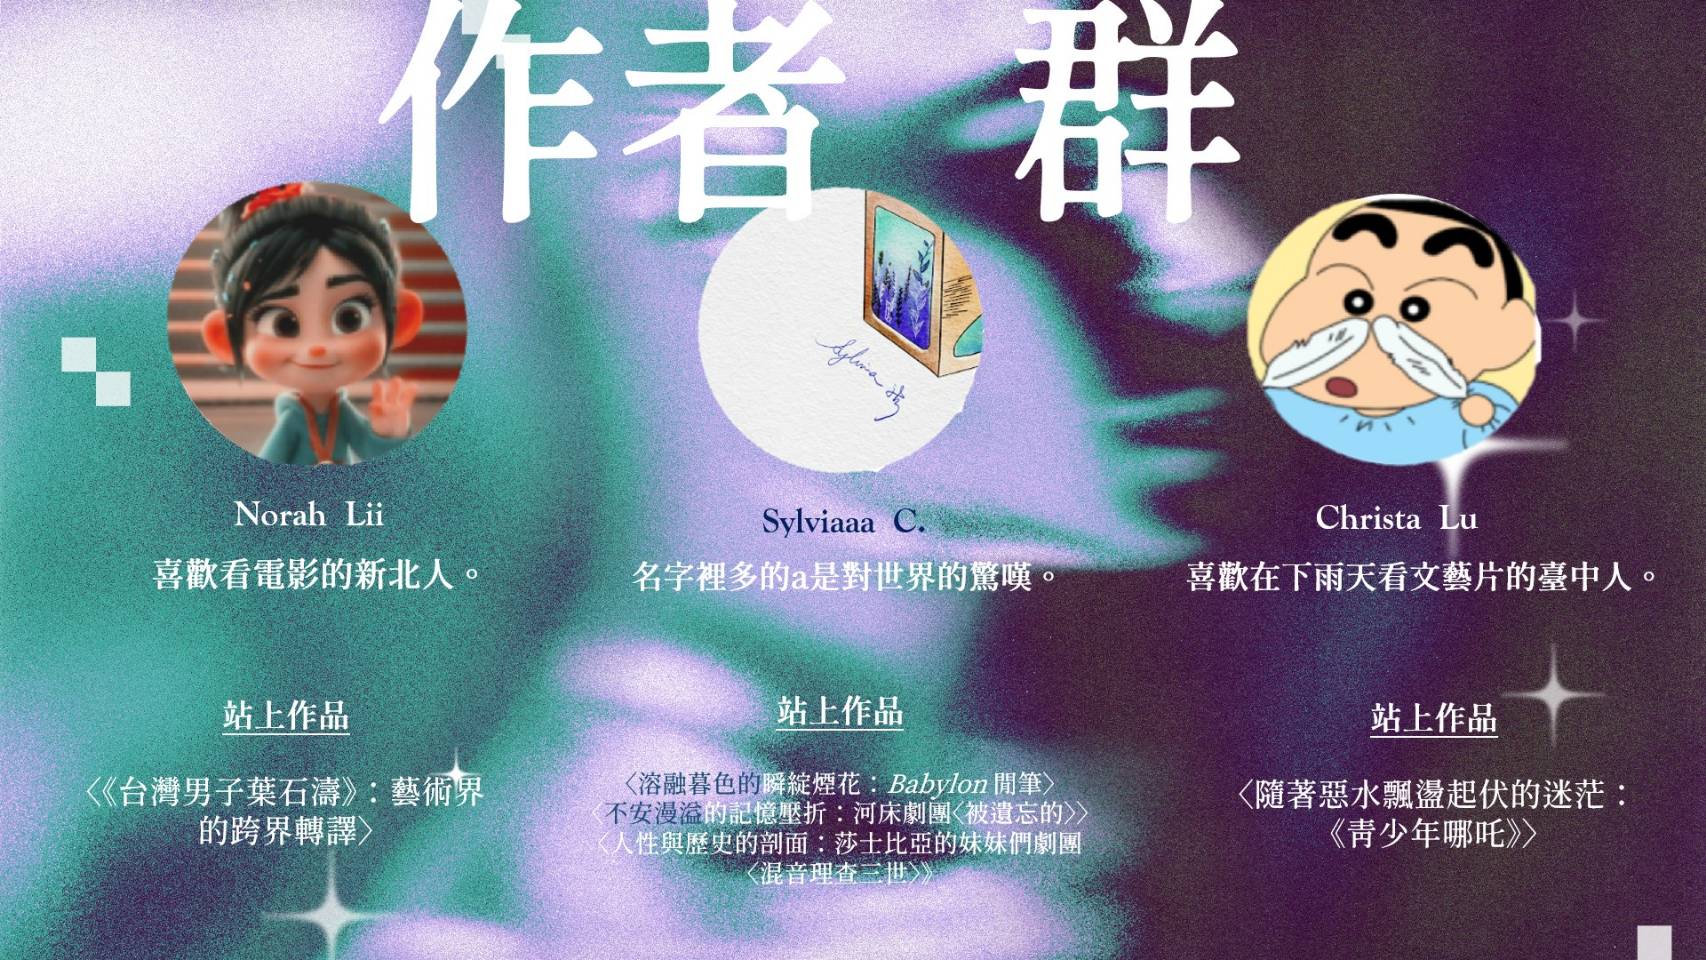 作者 群
Sylvia
Norah Lii
喜歡看電影的新北人。
站上作品
〈《台灣男子葉石濤》：藝術界
的跨界轉譯〉
Sylviaaa C.
名字裡多的a是對世界的驚嘆。
站上作品
〈溶融暮色的瞬綻煙花：Babylon 閒筆〉
〈不安漫溢的記憶壓折：河床劇團〈被遺忘的〉〉
〈人性與歷史的剖面：莎士比亞的妹妹們劇團
〈混音理查三世〉》
Christa Lu
喜歡在下雨天看文藝片的臺中人。
站上作品
〈隨著惡水飄盪起伏的迷茫：
《青少年哪吒》〉